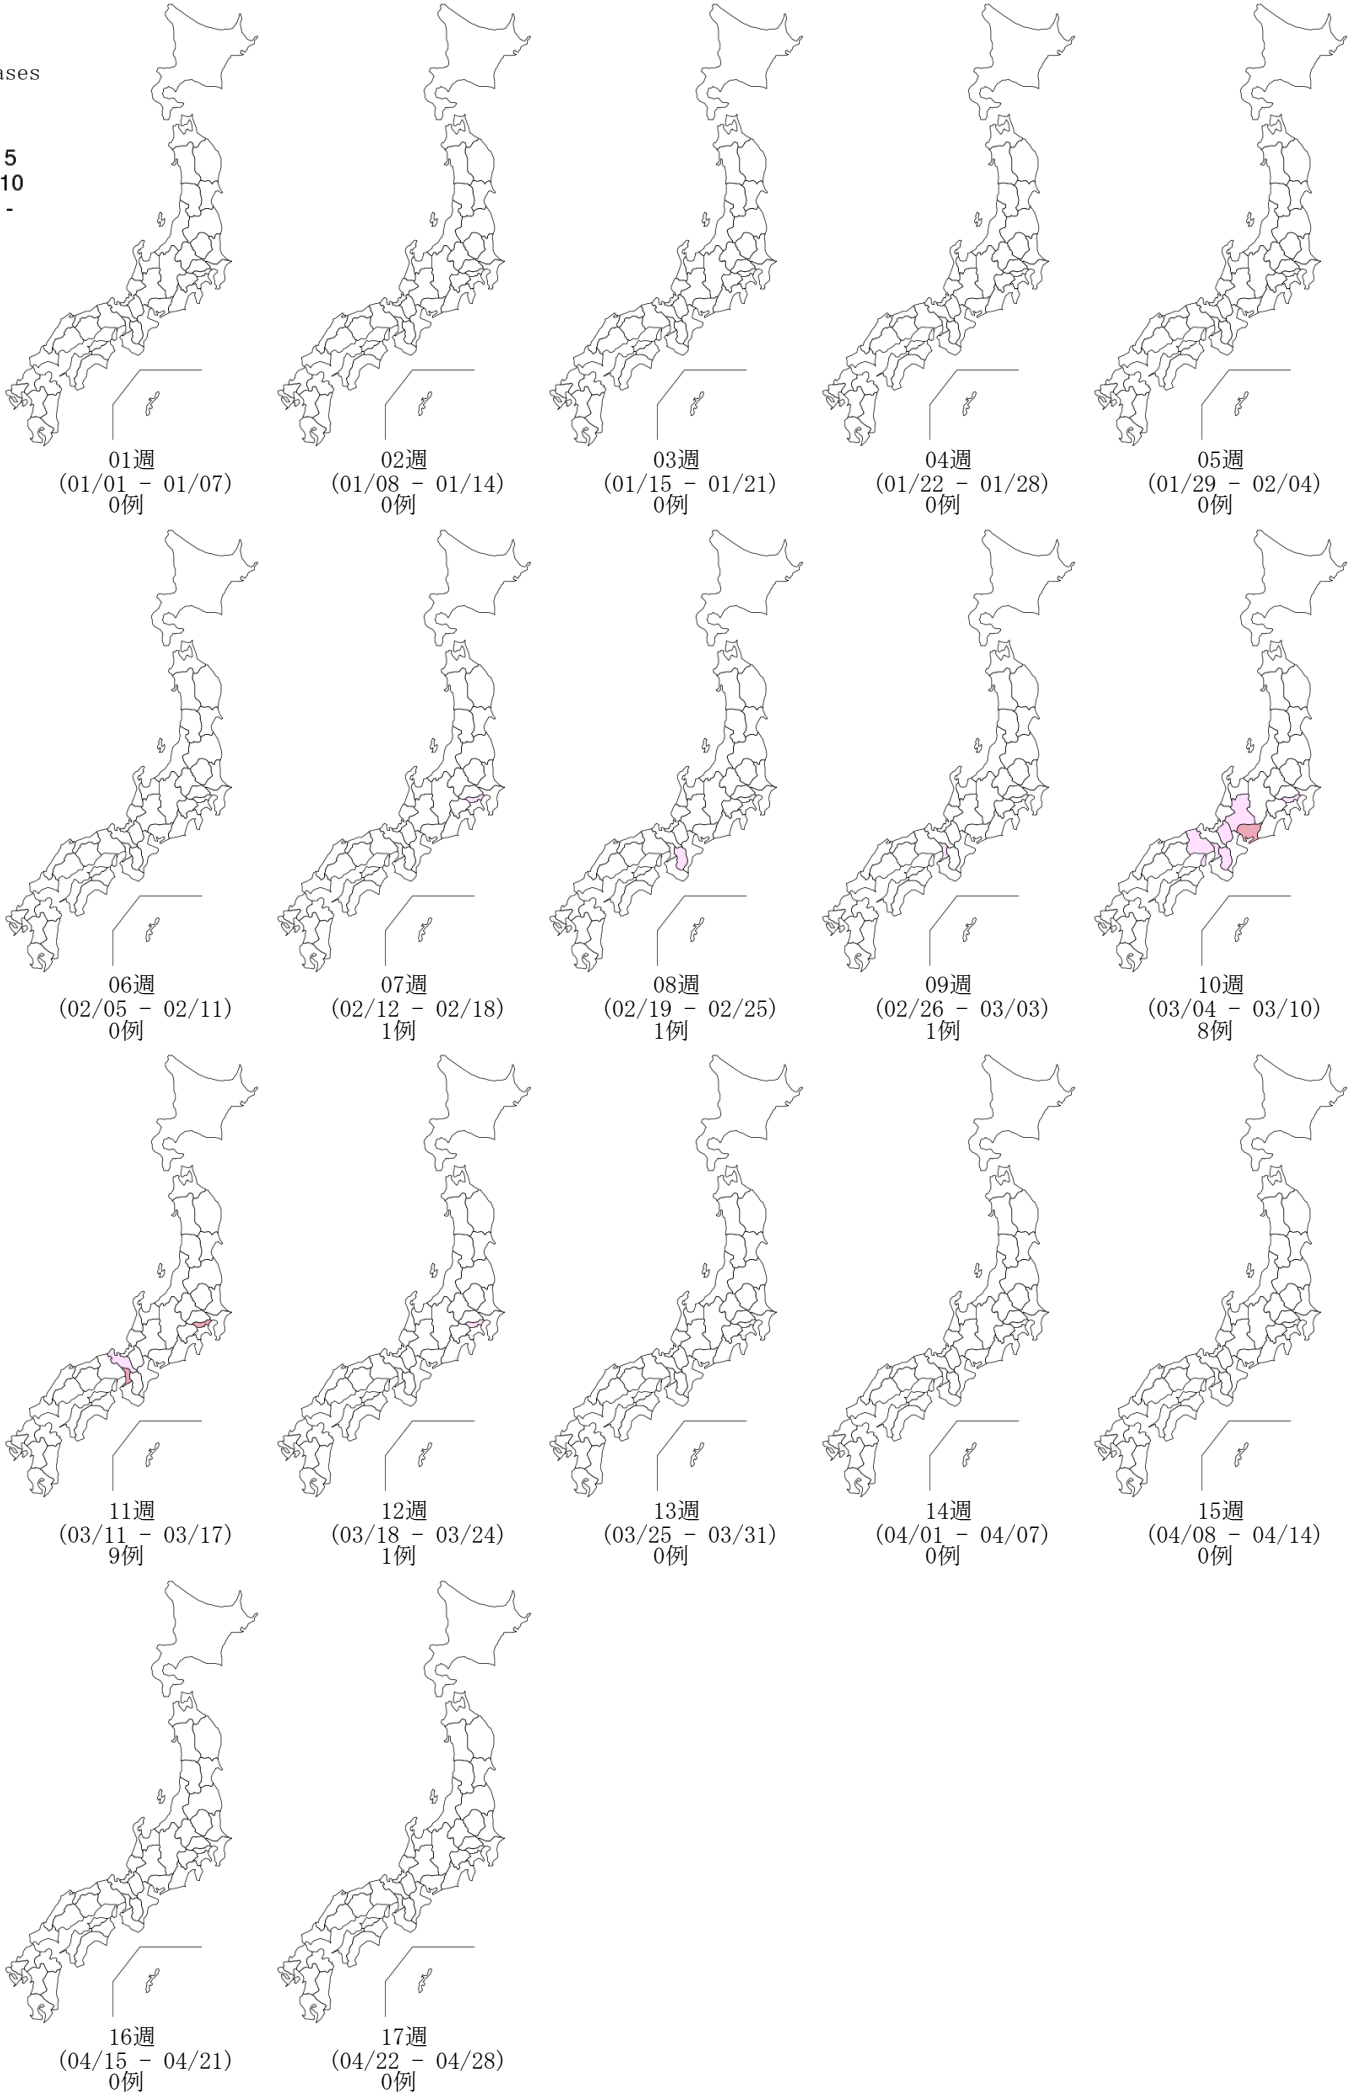 5
10
-
01週
(01/01 - 01/07)
0例
02週
(01/08 - 01/14)
0例
03週
(01/15 - 01/21)
0例
04週
(01/22 - 01/28)
0例
05週
(01/29 - 02/04)
0例
06週
(02/05 - 02/11)
0例
07週
(02/12 - 02/18)
1例
08週
(02/19 - 02/25)
1例
09週
(02/26 - 03/03)
1例
10週
(03/04 - 03/10)
8例
11週
(03/11 - 03/17)
9例
12週
(03/18 - 03/24)
1例
13週
(03/25 - 03/31)
0例
14週
(04/01 - 04/07)
0例
15週
(04/08 - 04/14)
0例
16週
(04/15 - 04/21)
0例
17週
(04/22 - 04/28)
0例